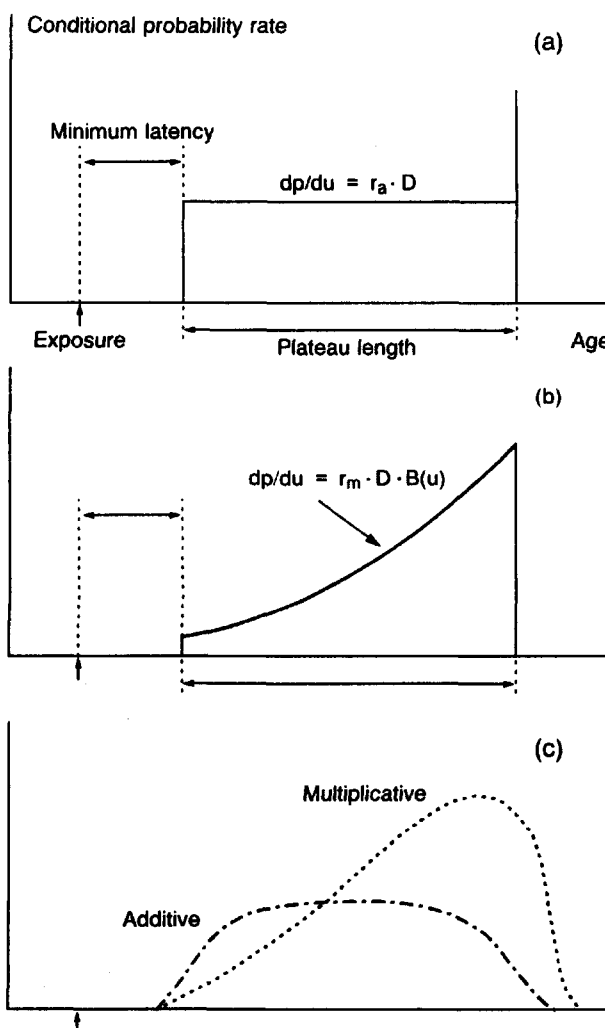 Conditional probability rate
(a)
Minimum latency
dp/du = r_a · D
Exposure
Plateau length
Age
(b)
dp/du = r_m · D · B(u)
(c)
Multiplicative
Additive